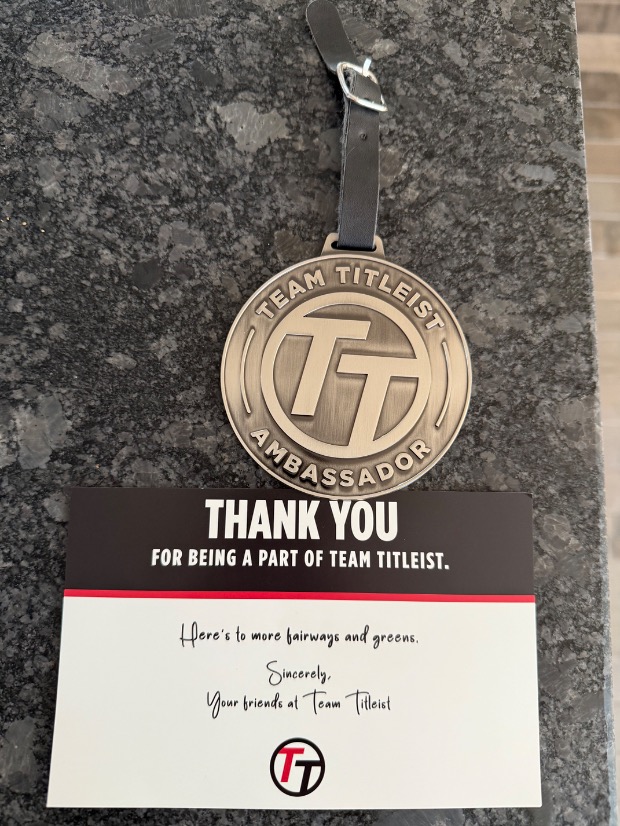 TEAM TITLEIST
TT
AMBASSADOR
THANK YOU
FOR BEING A PART OF TEAM TITLEIST.
Here's to more fairways and greens.
Sincerely,
Your friends at Team Titleist
TT